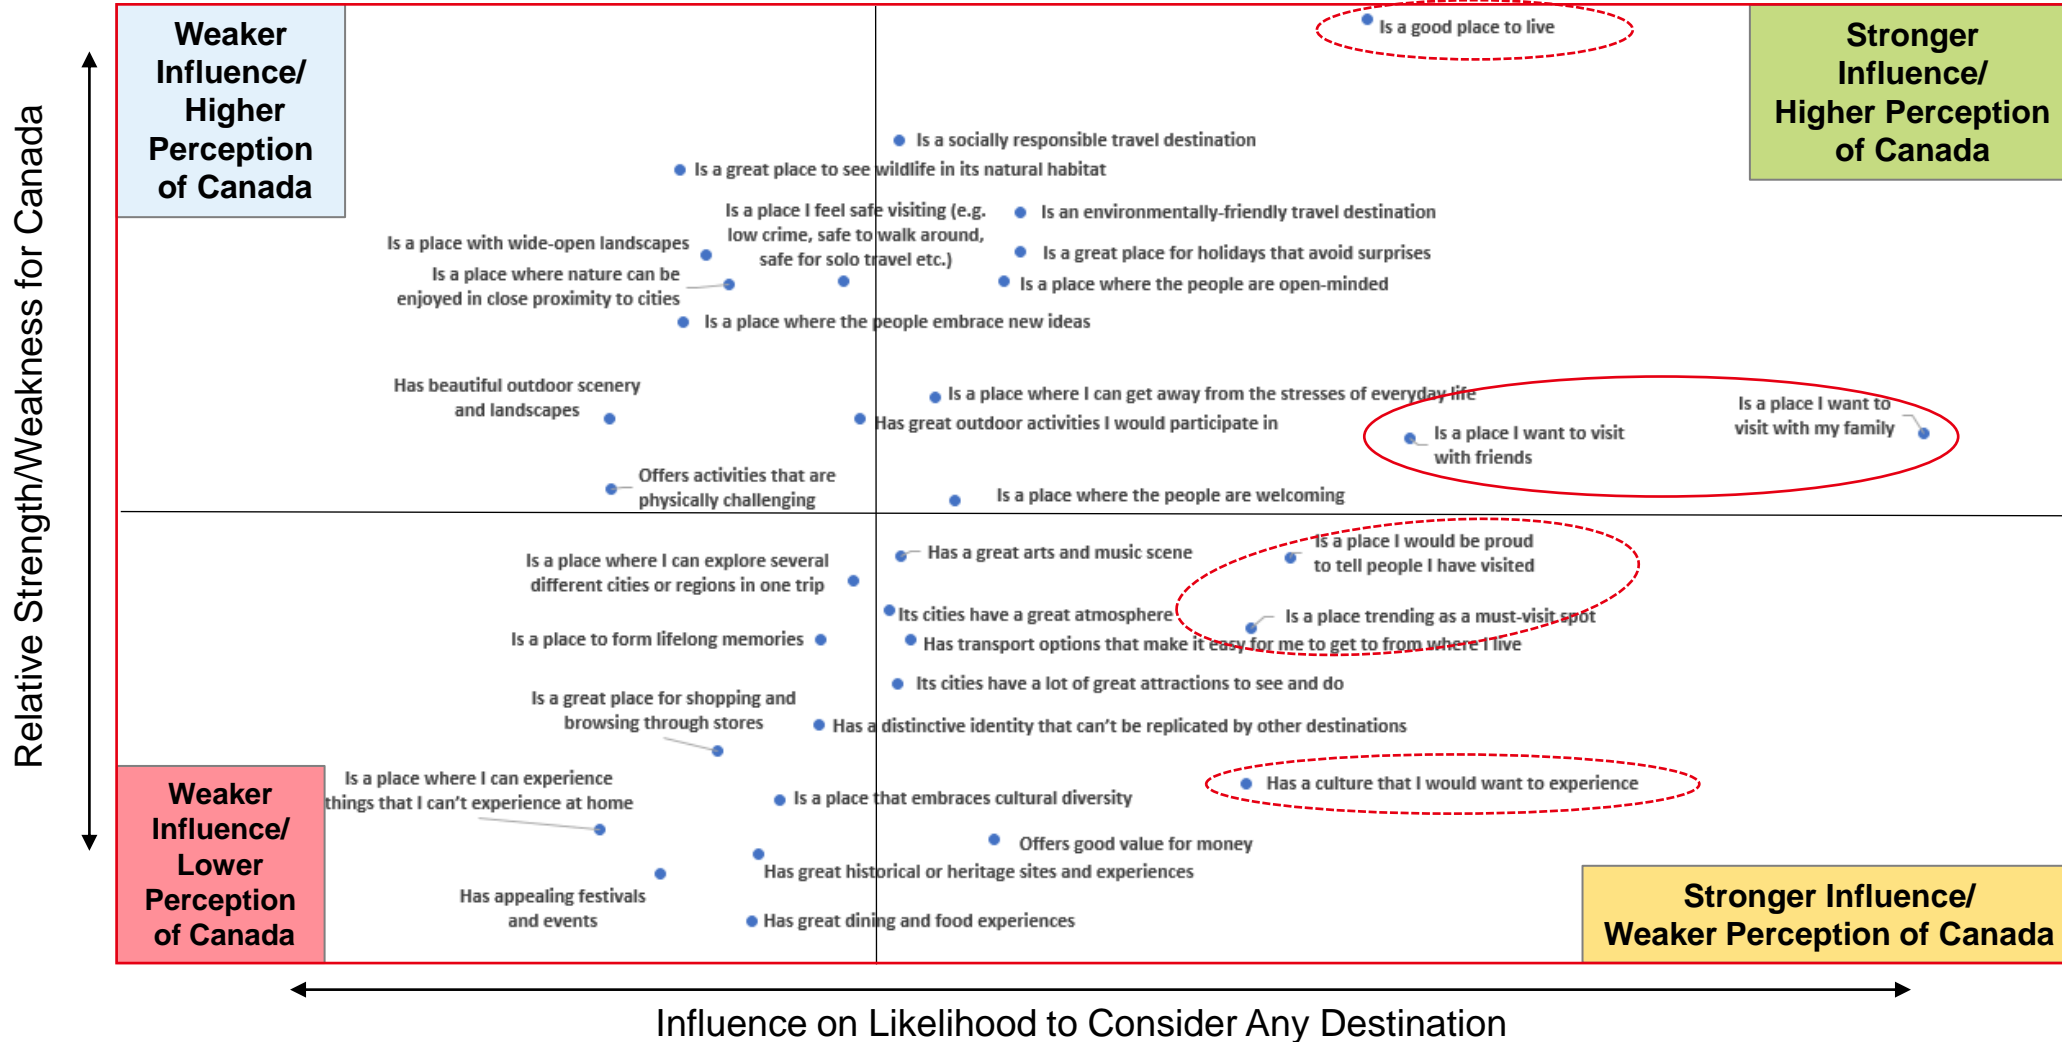 Weaker
Influence/
Higher
Perception
of Canada
Is a good place to live
Stronger
Influence/
Higher Perception
of Canada
Relative Strength/Weakness for Canada
Is a socially responsible travel destination
Is a great place to see wildlife in its natural habitat
Is a place I feel safe visiting (e.g.
low crime, safe to walk around,
safe for solo travel etc.)
Is an environmentally-friendly travel destination
Is a place with wide-open landscapes
Is a great place for holidays that avoid surprises
Is a place where nature can be
enjoyed in close proximity to cities
Is a place where the people are open-minded
Is a place where the people embrace new ideas
Has beautiful outdoor scenery
and landscapes
Is a place where I can get away from the stresses of everyday life
Has great outdoor activities I would participate in
Is a place I want to visit
with friends
Is a place I want to
visit with my family
Offers activities that are
physically challenging
Is a place where the people are welcoming
Is a place where I can explore several
different cities or regions in one trip
Has a great arts and music scene
Is a place I would be proud
to tell people I have visited
Its cities have a great atmosphere
Is a place trending as a must-visit spot
Is a place to form lifelong memories
Has transport options that make it easy for me to get to from where I live
Its cities have a lot of great attractions to see and do
Is a great place for shopping and
browsing through stores
Has a distinctive identity that can't be replicated by other destinations
Is a place where I can experience
things that I can't experience at home
Is a place that embraces cultural diversity
Has a culture that I would want to experience
Offers good value for money
Has great historical or heritage sites and experiences
Has appealing festivals
and events
Has great dining and food experiences
Weaker
Influence/
Lower
Perception
of Canada
Stronger Influence/
Weaker Perception of Canada
Influence on Likelihood to Consider Any Destination